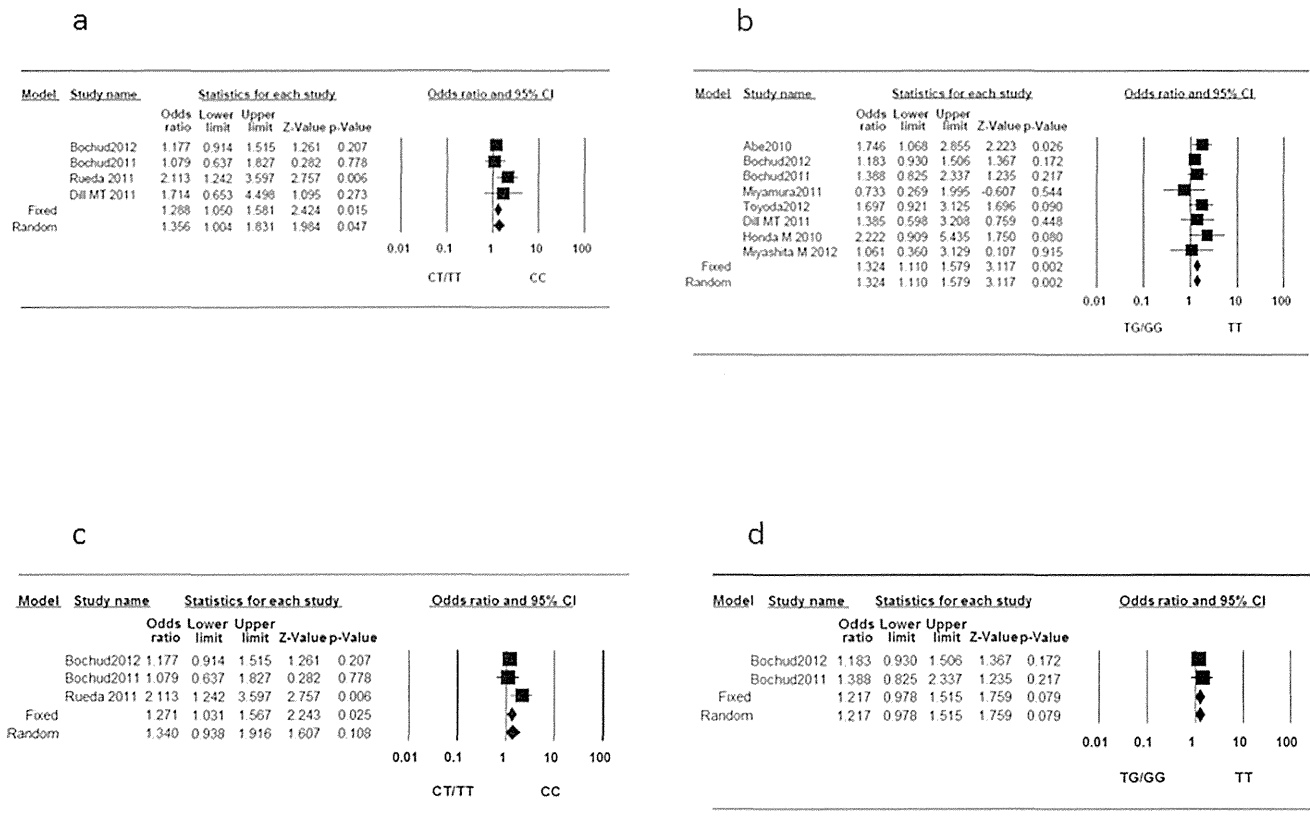 a
Model Study name Statistics for each study Odds ratio and 95% CI
Odds ratio Lower limit Upper limit Z-Value p-Value
Bochud2012 1.177 0.914 1.515 1.261 0.207
Bochud2011 1.079 0.637 1.827 0.282 0.778
Rueda 2011 2.113 1.242 3.597 2.757 0.006
Dill MT 2011 1.714 0.653 4.498 1.095 0.273
Fixed 1.288 1.050 1.581 2.424 0.015
Random 1.356 1.004 1.831 1.984 0.047
0.01 0.1 1 10 100
CT/TT CC
b
Model Study name Statistics for each study Odds ratio and 95% CI
Odds ratio Lower limit Upper limit Z-Value p-Value
Abe2010 1.746 1.068 2.855 2.223 0.026
Bochud2012 1.183 0.930 1.506 1.367 0.172
Bochud2011 1.388 0.825 2.337 1.235 0.217
Miyamura2011 0.733 0.269 1.995 -0.607 0.544
Toyoda2012 1.697 0.921 3.125 1.696 0.090
Dill MT 2011 1.385 0.598 3.208 0.759 0.448
Honda M 2010 2.222 0.909 5.435 1.750 0.080
Miyashita M 2012 1.061 0.360 3.129 0.107 0.915
Fixed 1.324 1.110 1.579 3.117 0.002
Random 1.324 1.110 1.579 3.117 0.002
0.01 0.1 1 10 100
TG/GG TT
c
Model Study name Statistics for each study Odds ratio and 95% CI
Odds ratio Lower limit Upper limit Z-Value p-Value
Bochud2012 1.177 0.914 1.515 1.261 0.207
Bochud2011 1.079 0.637 1.827 0.282 0.778
Rueda 2011 2.113 1.242 3.597 2.757 0.006
Fixed 1.271 1.031 1.567 2.243 0.025
Random 1.340 0.938 1.916 1.607 0.108
0.01 0.1 1 10 100
CT/TT CC
d
Model Study name Statistics for each study Odds ratio and 95% CI
Odds ratio Lower limit Upper limit Z-Value p-Value
Bochud2012 1.183 0.930 1.506 1.367 0.172
Bochud2011 1.388 0.825 2.337 1.235 0.217
Fixed 1.217 0.978 1.515 1.759 0.079
Random 1.217 0.978 1.515 1.759 0.079
0.01 0.1 1 10 100
TG/GG TT